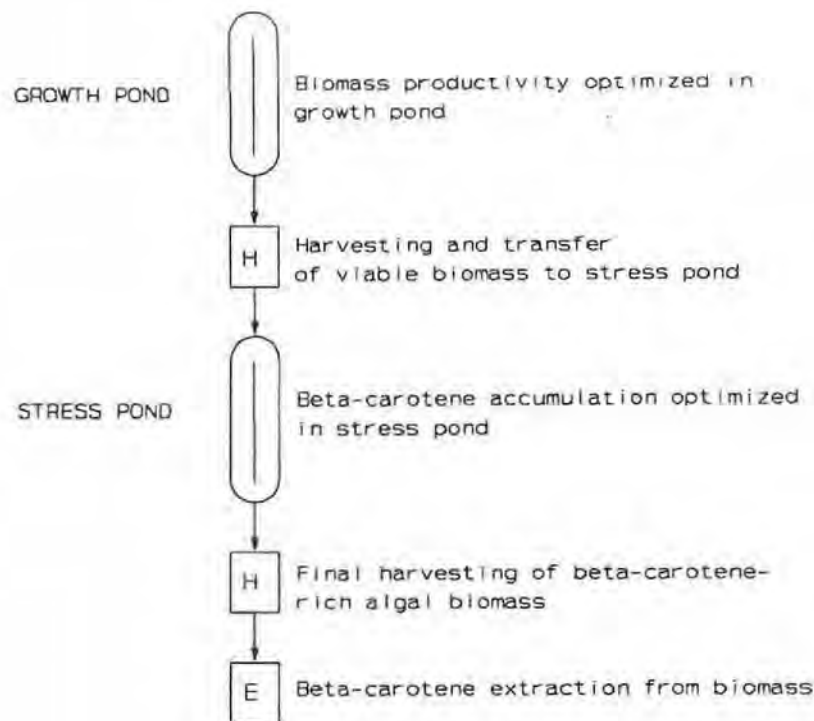 GROWTH POND
Biomass productivity optimized in
growth pond
H
Harvesting and transfer
of viable biomass to stress pond
STRESS POND
Beta-carotene accumulation optimized
in stress pond
H
Final harvesting of beta-carotene-
rich algal biomass
E
Beta-carotene extraction from biomass